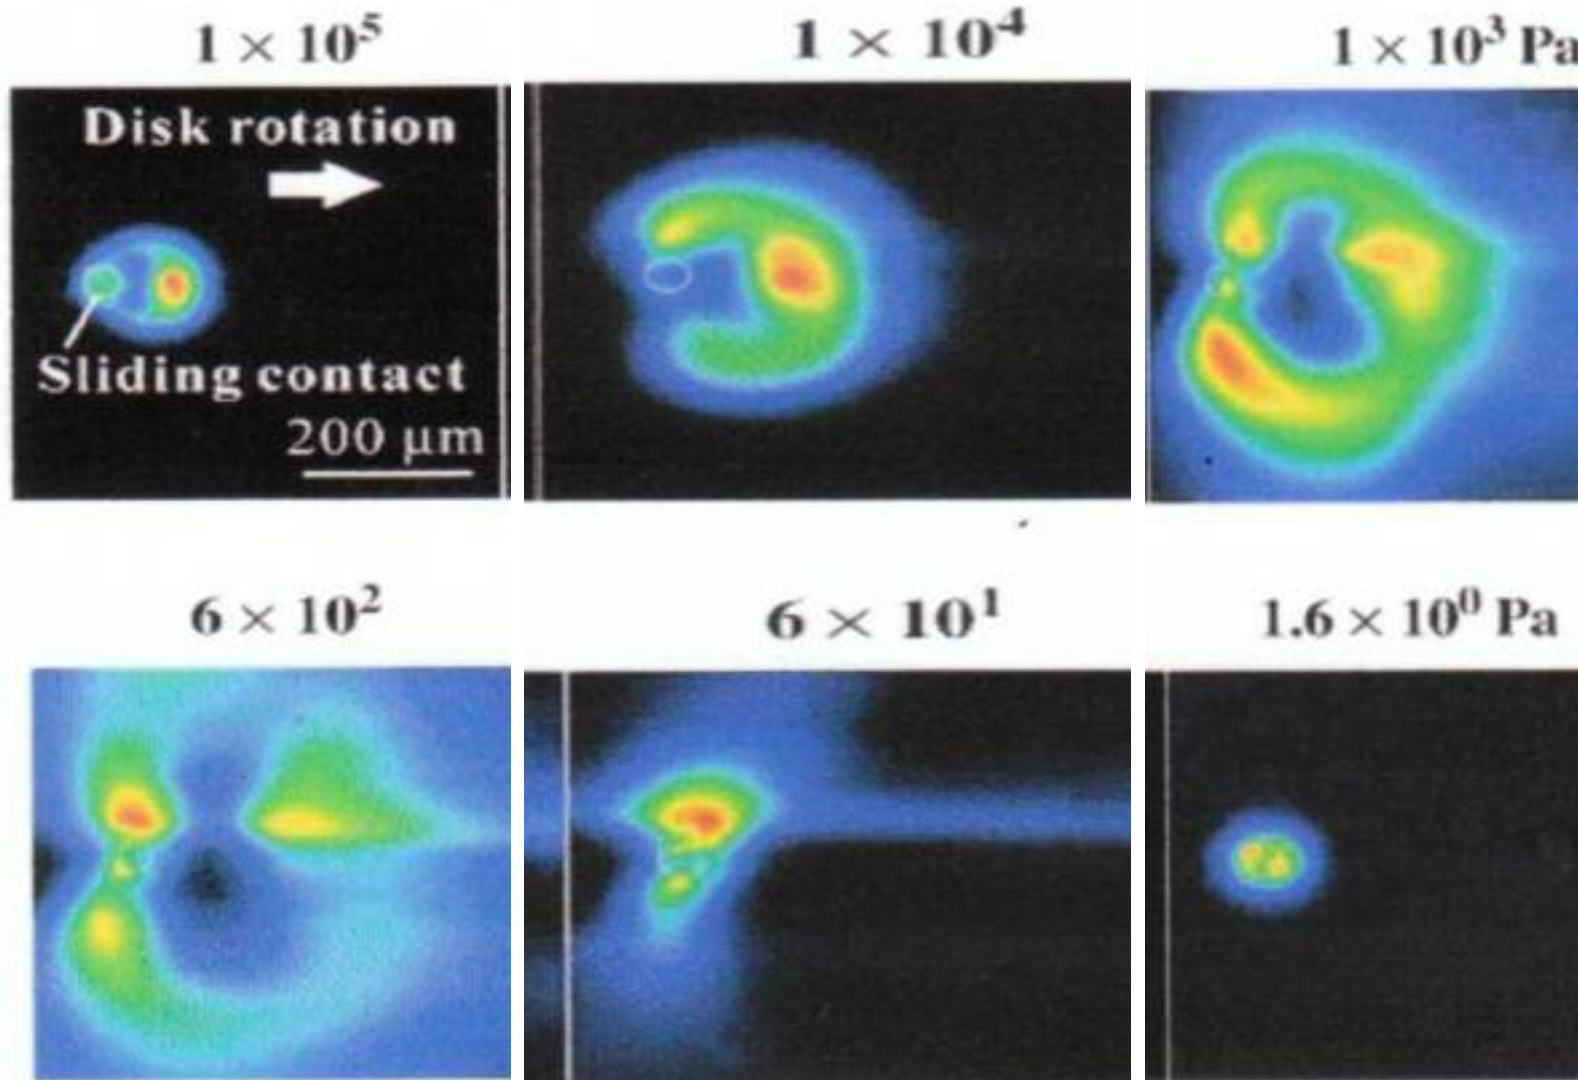 1 × 10⁵
1 × 10⁴
1 × 10³ Pa
Disk rotation
Sliding contact
200 μm
6 × 10²
6 × 10¹
1.6 × 10⁰ Pa